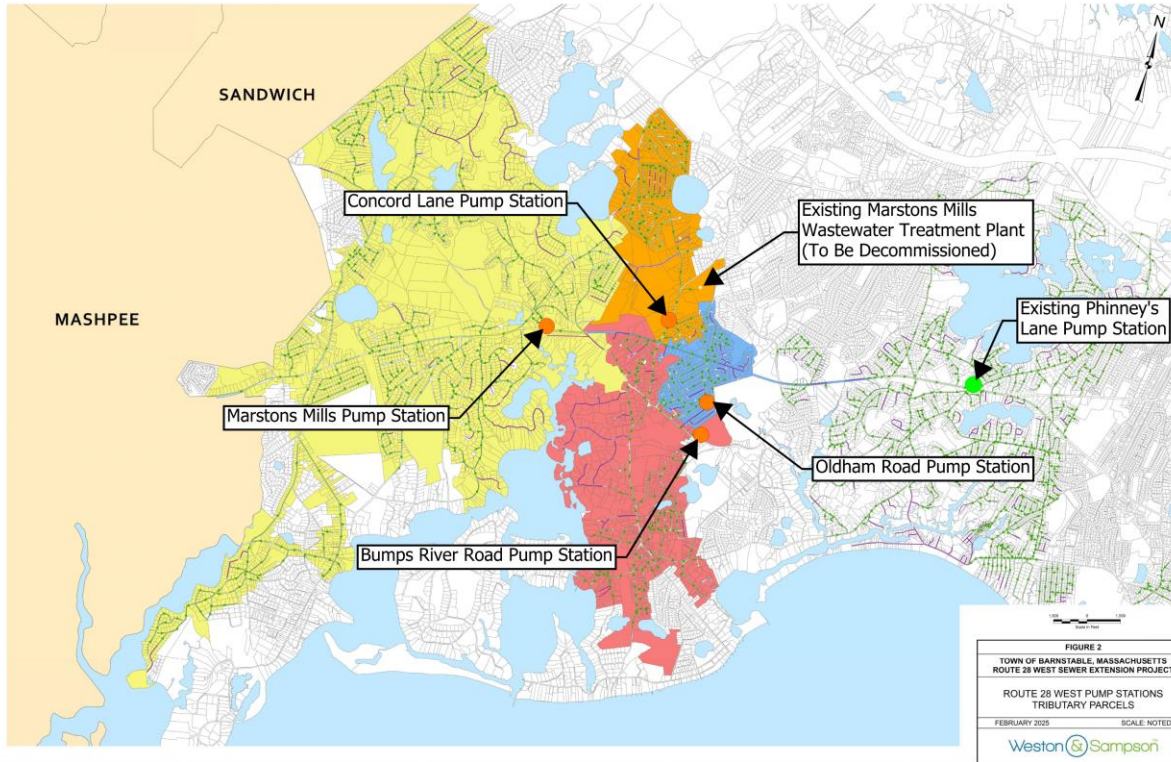 N
SANDWICH
Concord Lane Pump Station
Existing Marstons Mills
Wastewater Treatment Plant
(To Be Decommissioned)
MASHPEE
Existing Phinney's
Lane Pump Station
Marstons Mills Pump Station
Oldham Road Pump Station
Bumps River Road Pump Station
Scale In Feet
FIGURE 2
TOWN OF BARNSTABLE, MASSACHUSETTS
ROUTE 28 WEST SEWER EXTENSION PROJECT
ROUTE 28 WEST PUMP STATIONS
TRIBUTARY PARCELS
FEBRUARY 2025 SCALE: NOTED
Weston & Sampson